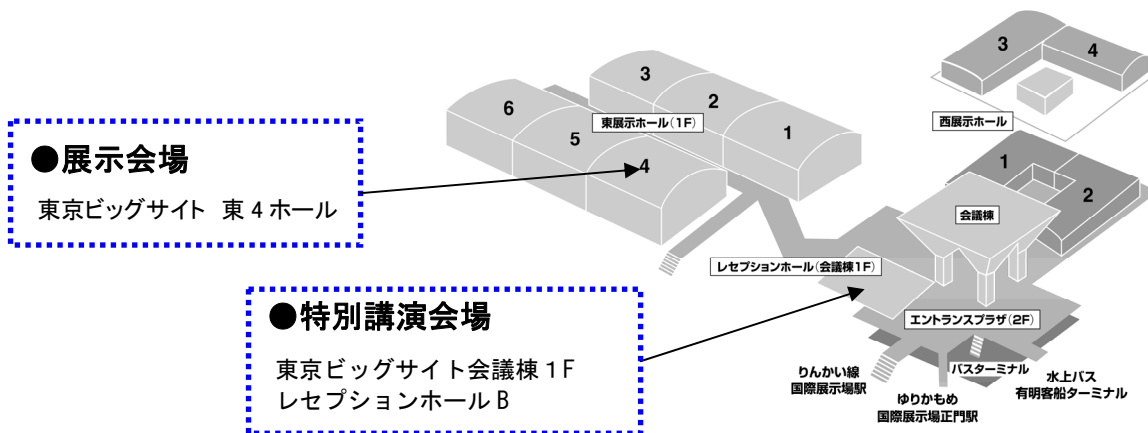 ●展示会場
東京ビッグサイト 東4ホール
●特別講演会場
東京ビッグサイト会議棟1F
レセプションホールB
6
5
4
3
2
1
東展示ホール(1F)
3
4
西展示ホール
1
2
会議棟
レセプションホール(会議棟1F)
エントランスプラザ(2F)
りんかい線
国際展示場駅
ゆりかもめ
国際展示場正門駅
バスターミナル
水上バス
有明客船ターミナル